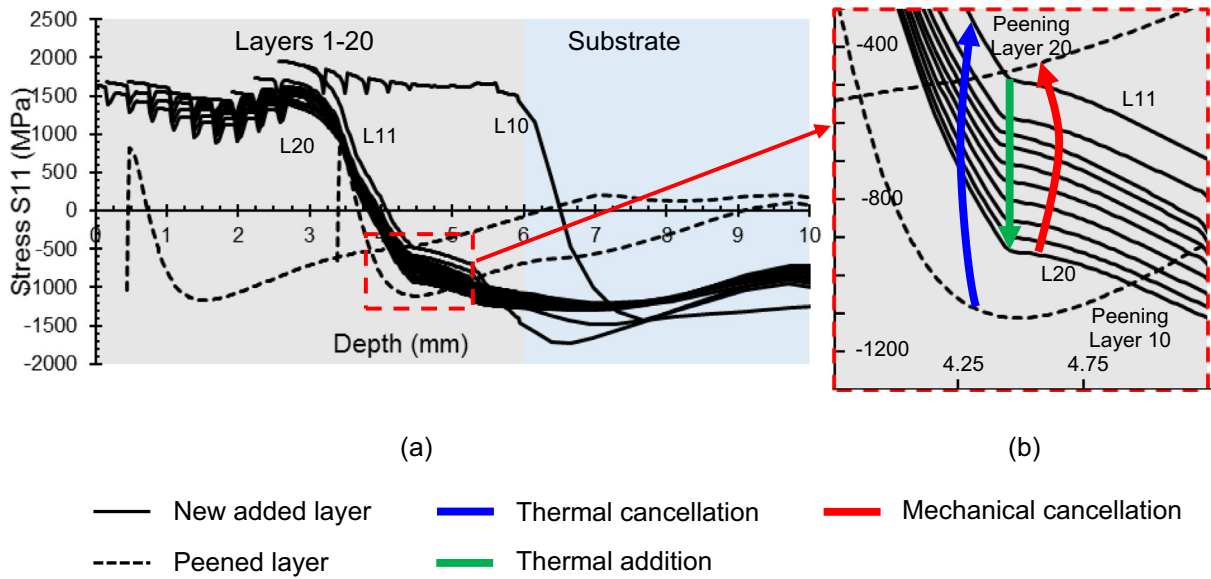 2500
2000
1500
1000
500
0
-500
-1000
-1500
-2000
Stress S11 (MPa)
Layers 1-20
Substrate
L20
L11
L10
0 1 2 3 4 5 6 7 8 9 10
Depth (mm)
(a)
-400
-800
-1200
Peening
Layer 20
L11
L20
Peening
Layer 10
4.25 4.75
(b)
New added layer
Thermal cancellation
Mechanical cancellation
Peened layer
Thermal addition